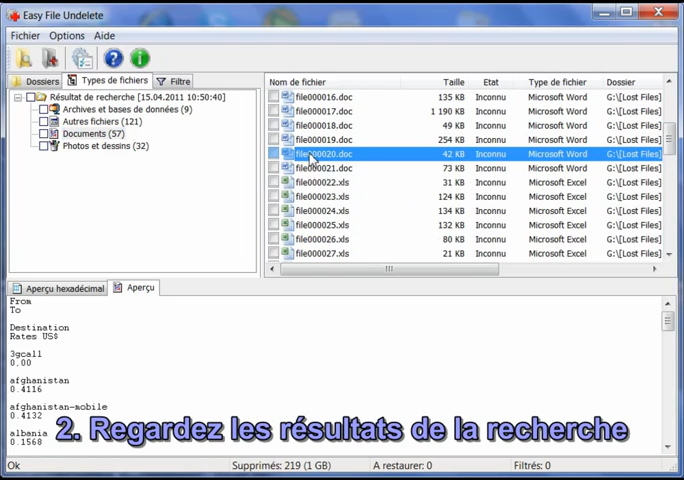 Easy File Undelete
Fichier Options Aide
Dossiers Types de fichiers Filtre
Résultat de recherche [15.04.2011 10:50:40]
Archives et bases de données (9)
Autres fichiers (121)
Documents (57)
Photos et dessins (32)
Nom de fichier Taille Etat Type de fichier Dossier
file000016.doc 135 KB Inconnu Microsoft Word G:\[Lost Files]
file000017.doc 1 190 KB Inconnu Microsoft Word G:\[Lost Files]
file000018.doc 49 KB Inconnu Microsoft Word G:\[Lost Files]
file000019.doc 254 KB Inconnu Microsoft Word G:\[Lost Files]
file000020.doc 42 KB Inconnu Microsoft Word G:\[Lost Files]
file000021.doc 73 KB Inconnu Microsoft Word G:\[Lost Files]
file000022.xls 31 KB Inconnu Microsoft Excel G:\[Lost Files]
file000023.xls 124 KB Inconnu Microsoft Excel G:\[Lost Files]
file000024.xls 134 KB Inconnu Microsoft Excel G:\[Lost Files]
file000025.xls 132 KB Inconnu Microsoft Excel G:\[Lost Files]
file000026.xls 80 KB Inconnu Microsoft Excel G:\[Lost Files]
file000027.xls 21 KB Inconnu Microsoft Excel G:\[Lost Files]
Aperçu hexadécimal Aperçu
From
To
Destination
Rates US$
3gcall
0,00
afghanistan
0.4116
afghanistan-mobile
0.4132
albania
0.1568
2. Regardez les résultats de la recherche
Ok Supprimés: 219 (1 GB) A restaurer: 0 Filtrés: 0